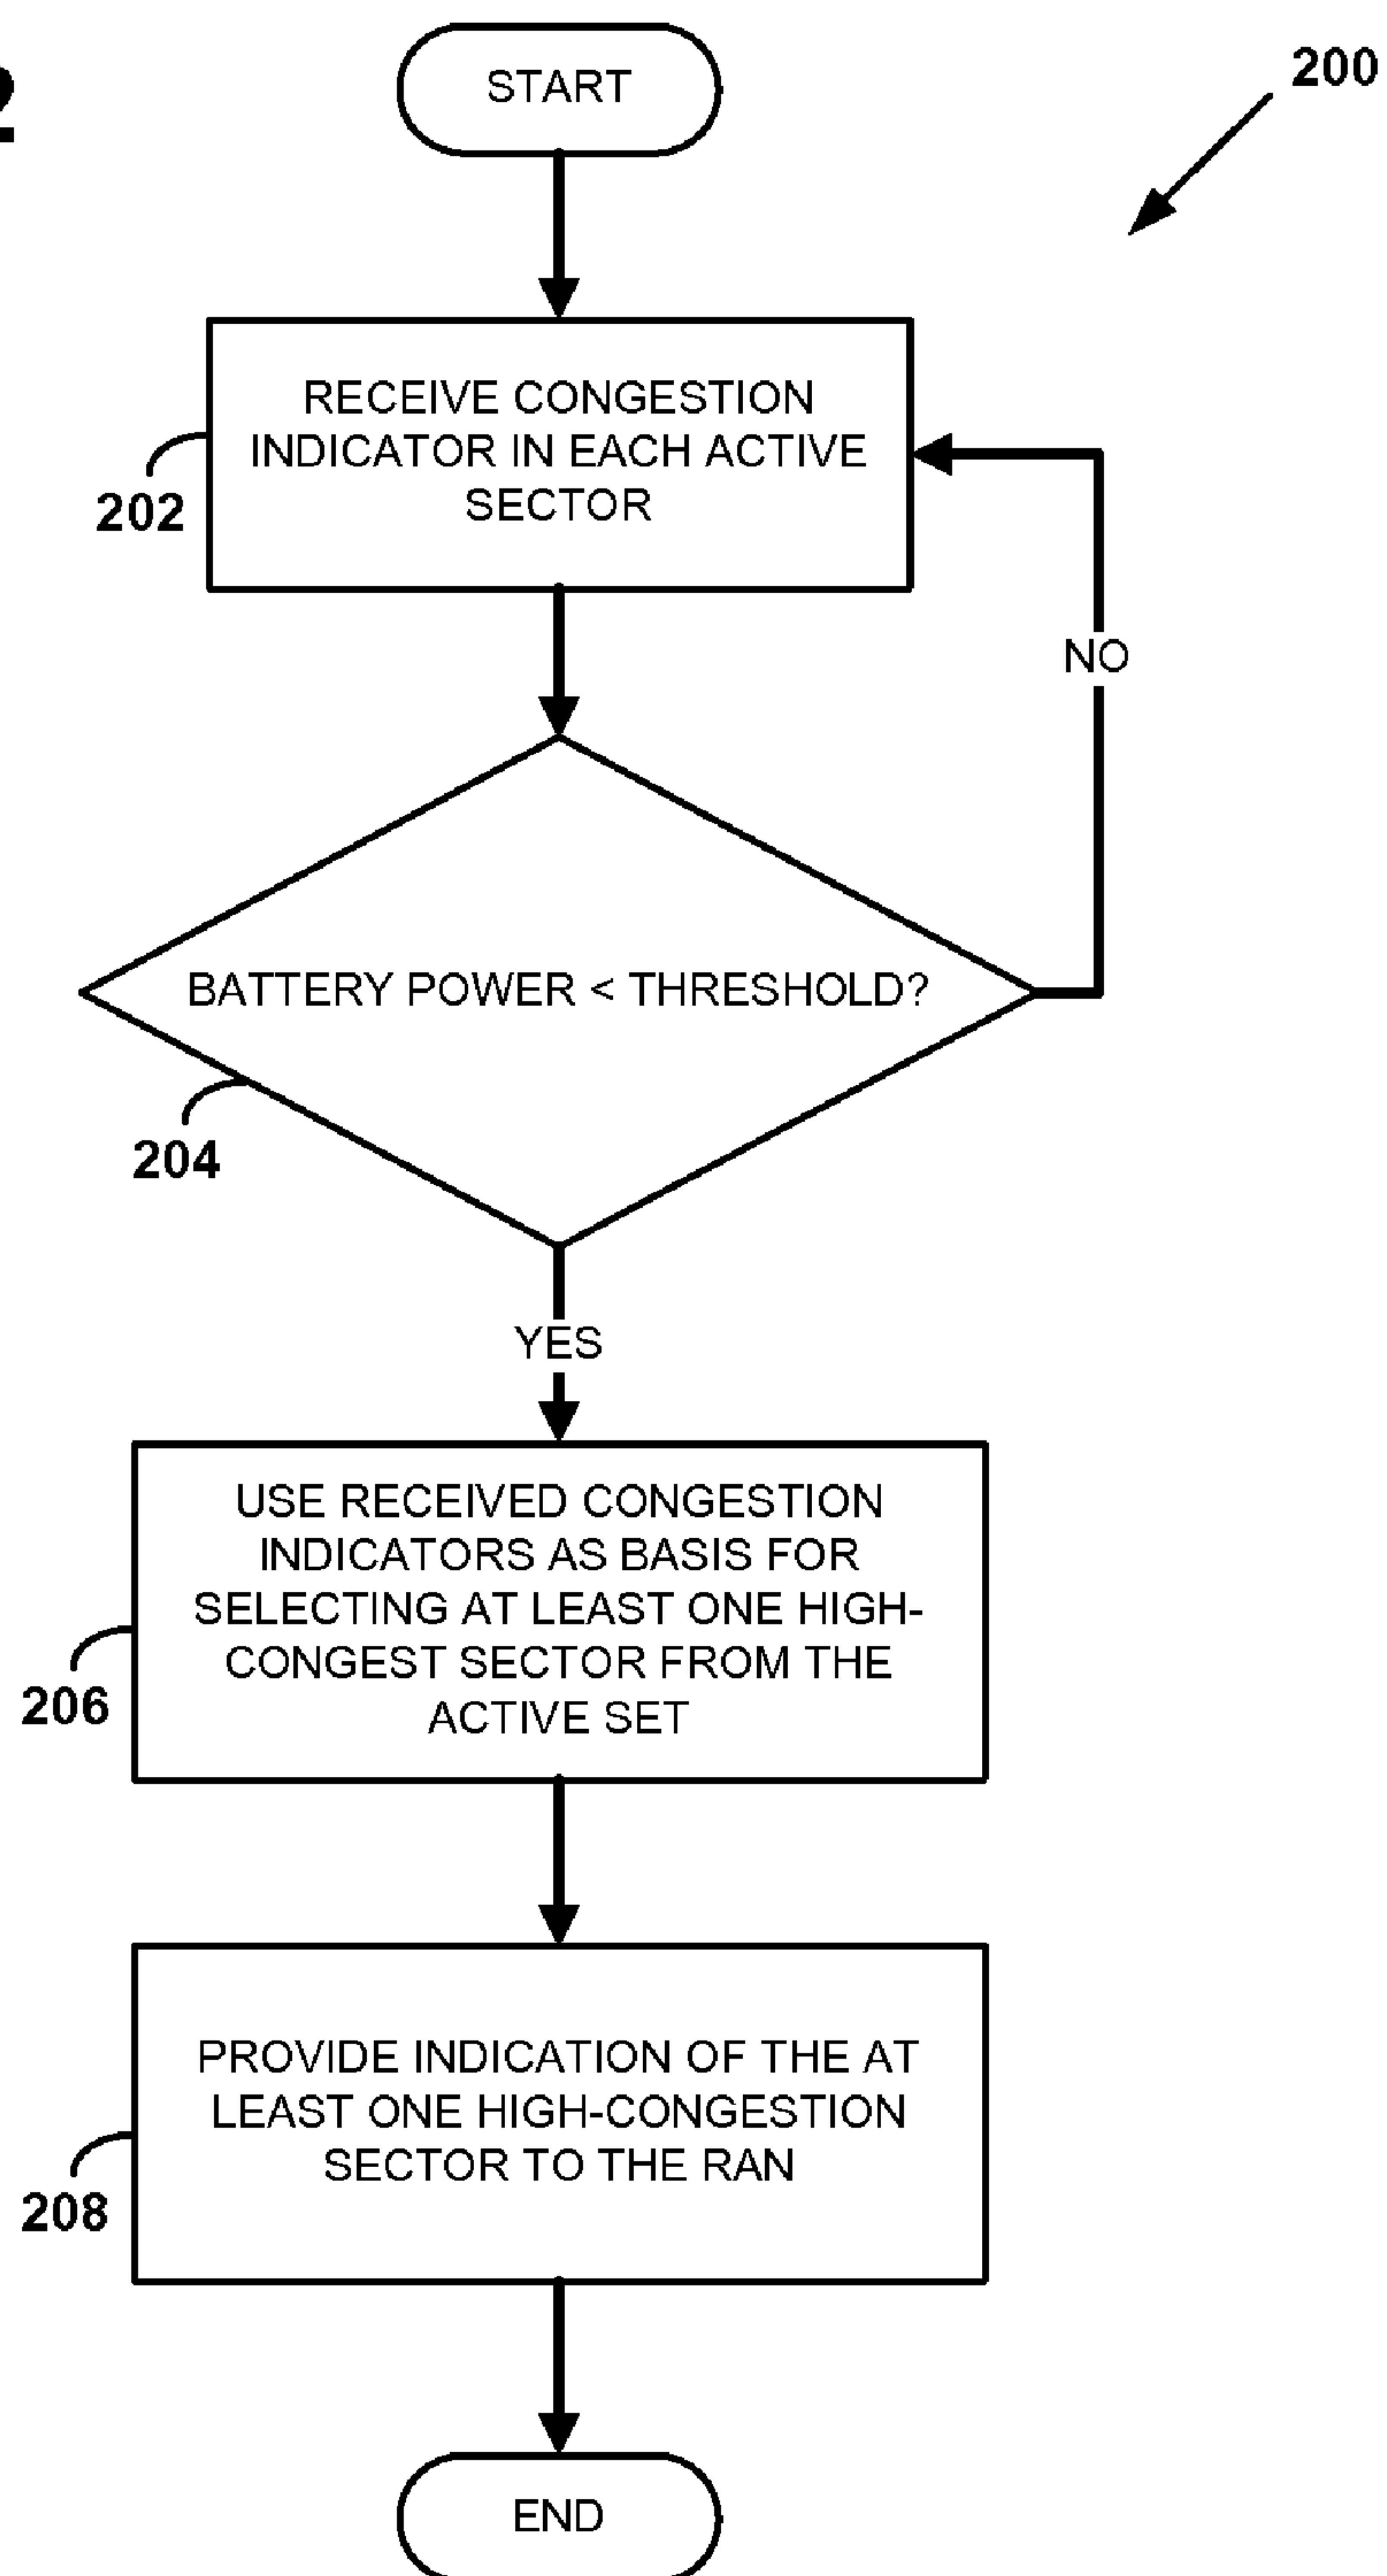 2
START
200
RECEIVE CONGESTION
INDICATOR IN EACH ACTIVE
SECTOR
202
NO
BATTERY POWER < THRESHOLD?
204
YES
USE RECEIVED CONGESTION
INDICATORS AS BASIS FOR
SELECTING AT LEAST ONE HIGH-
CONGEST SECTOR FROM THE
ACTIVE SET
206
PROVIDE INDICATION OF THE AT
LEAST ONE HIGH-CONGESTION
SECTOR TO THE RAN
208
END